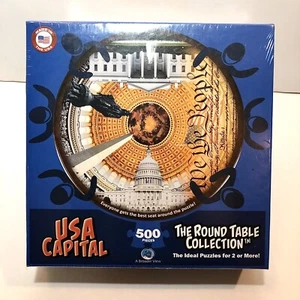 We the People
Everyone gets the best seat around the puzzle!
USA
CAPITAL
500
PIECES
THE ROUND TABLE
COLLECTION™
The Ideal Puzzles for 2 or More!